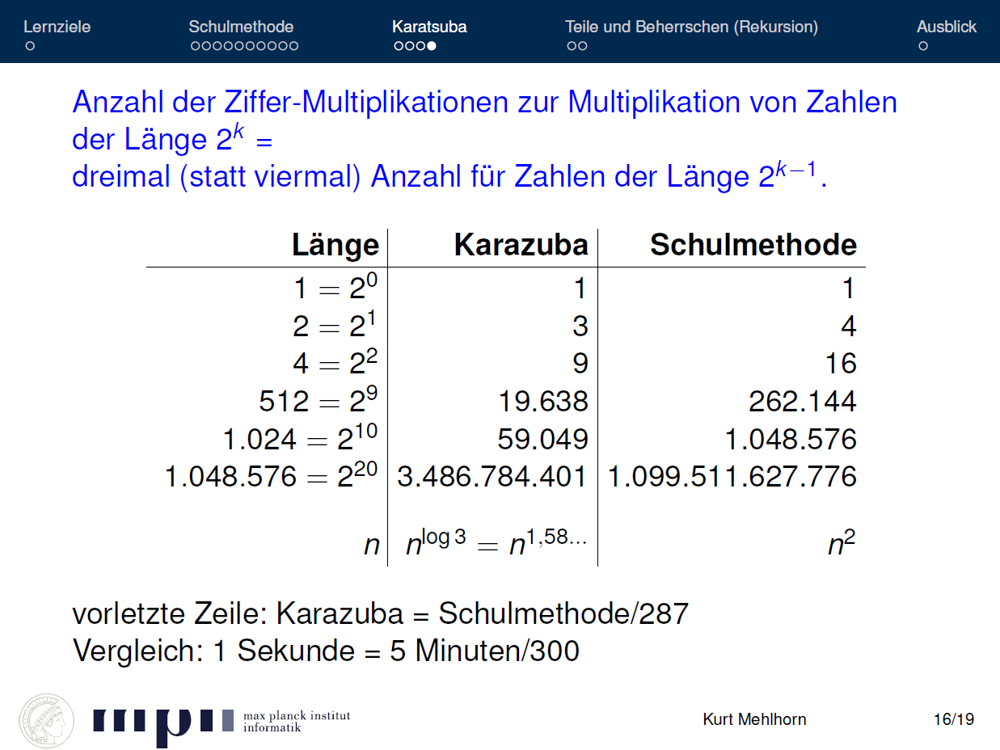 Lernziele Schulmethode Karatsuba Teile und Beherrschen (Rekursion) Ausblick
Anzahl der Ziffer-Multiplikationen zur Multiplikation von Zahlen
der Länge 2^k =
dreimal (statt viermal) Anzahl für Zahlen der Länge 2^{k−1}.
Länge Karazuba Schulmethode
1 = 2^0 1 1
2 = 2^1 3 4
4 = 2^2 9 16
512 = 2^9 19.638 262.144
1.024 = 2^10 59.049 1.048.576
1.048.576 = 2^20 3.486.784.401 1.099.511.627.776
n n^{log 3} = n^{1,58...} n^2
vorletzte Zeile: Karazuba = Schulmethode/287
Vergleich: 1 Sekunde = 5 Minuten/300
mpii max planck institut
informatik
Kurt Mehlhorn 16/19